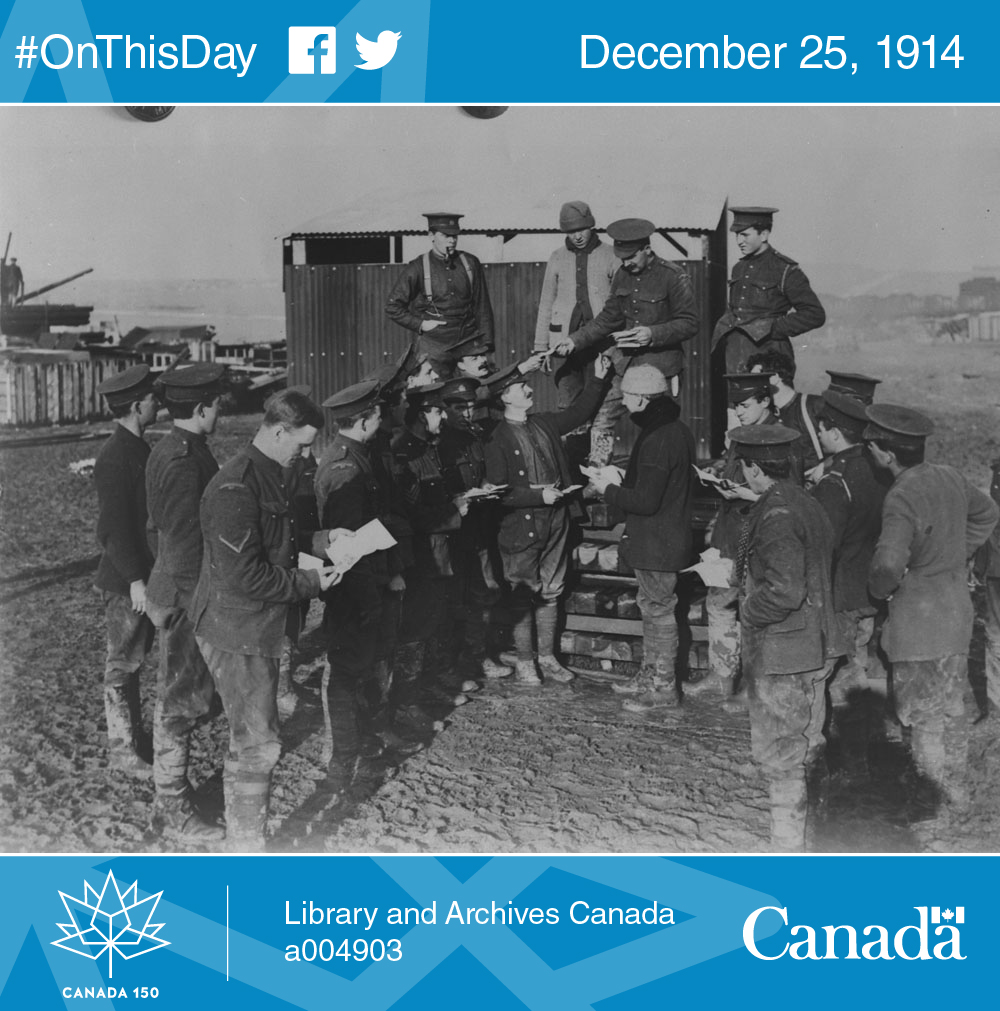 #OnThisDay
December 25, 1914
CANADA 150
Library and Archives Canada
a004903
Canada